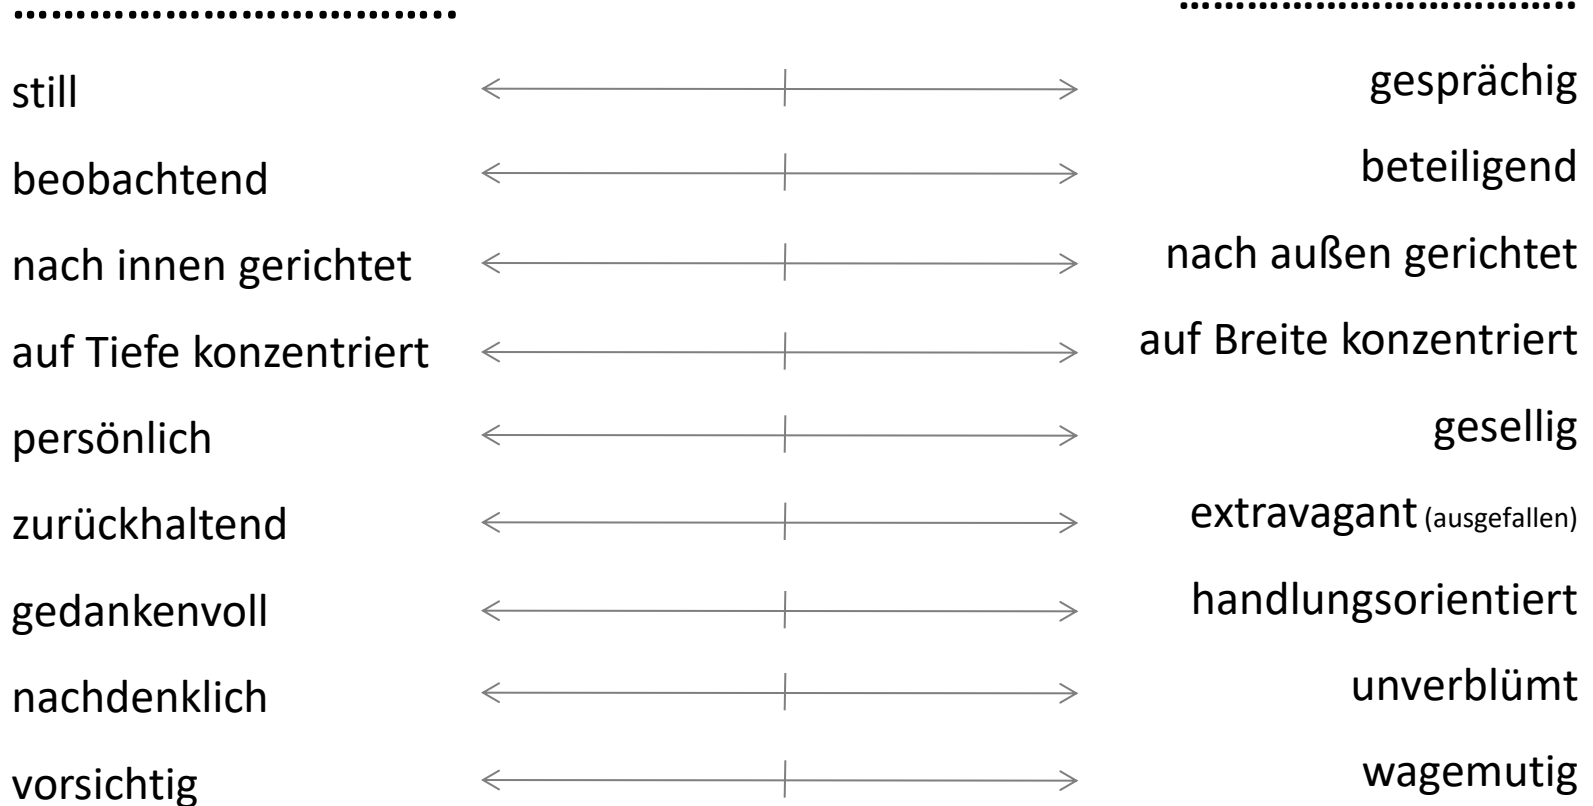 still gesprächig
beobachtend beteiligend
nach innen gerichtet nach außen gerichtet
auf Tiefe konzentriert auf Breite konzentriert
persönlich gesellig
zurückhaltend extravagant (ausgefallen)
gedankenvoll handlungsorientiert
nachdenklich unverblümt
vorsichtig wagemutig